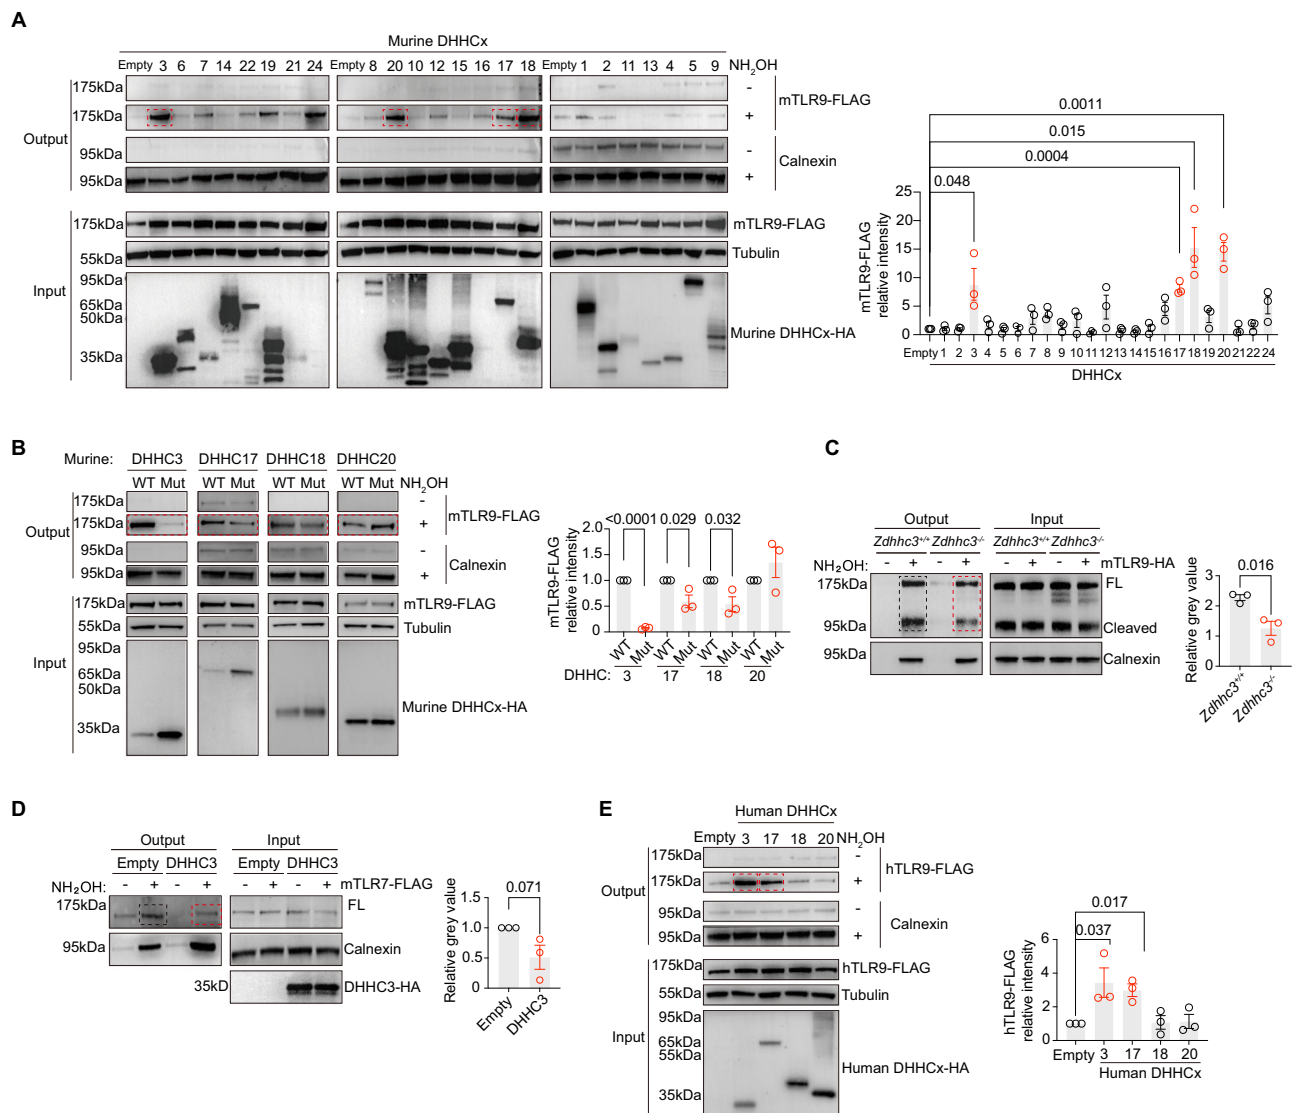 A
Murine DHHCx
Empty 3 6 7 14 22 19 21 24 Empty 8 20 10 12 15 16 17 18 Empty 1 2 11 13 4 5 9 NH2OH
175kDa - mTLR9-FLAG
175kDa +
Output
95kDa - Calnexin
95kDa +
175kDa mTLR9-FLAG
55kDa Tubulin
Input
95kDa
65kDa
50kDa
35kDa
Murine DHHCx-HA
0.0011
0.015
0.0004
0.048
mTLR9-FLAG relative intensity
25
20
15
10
5
0
Empty 1 2 3 4 5 6 7 8 9 10 11 12 13 14 15 16 17 18 19 20 21 22 24
DHHCx
B
Murine: DHHC3 DHHC17 DHHC18 DHHC20
WT Mut WT Mut WT Mut WT Mut NH2OH
175kDa - mTLR9-FLAG
175kDa +
Output
95kDa - Calnexin
95kDa +
175kDa mTLR9-FLAG
55kDa Tubulin
Input
95kDa
65kDa
50kDa
35kDa
Murine DHHCx-HA
<0.0001 0.029 0.032
mTLR9-FLAG relative intensity
2.0
1.5
1.0
0.5
0
WT Mut WT Mut WT Mut WT Mut
DHHC: 3 17 18 20
C
Output Input
Zdhhc3+/+ Zdhhc3-/- Zdhhc3+/+ Zdhhc3-/-
NH2OH: - + - + - + - + mTLR9-HA
175kDa FL
95kDa Cleaved
95kDa Calnexin
0.016
Relative grey value
3
2
1
0
Zdhhc3+/+ Zdhhc3-/-
D
Output Input
Empty DHHC3 Empty DHHC3
NH2OH: - + - + - + - + mTLR7-FLAG
175kDa FL
95kDa Calnexin
35kD DHHC3-HA
0.071
Relative grey value
1.5
1.0
0.5
0
Empty DHHC3
E
Human DHHCx
Empty 3 17 18 20 NH2OH
175kDa - hTLR9-FLAG
175kDa +
Output
95kDa - Calnexin
95kDa +
175kDa hTLR9-FLAG
55kDa Tubulin
Input
95kDa
65kDa
55kDa
35kDa
Human DHHCx-HA
0.017
0.037
hTLR9-FLAG relative intensity
6
4
2
0
Empty 3 17 18 20
Human DHHCx